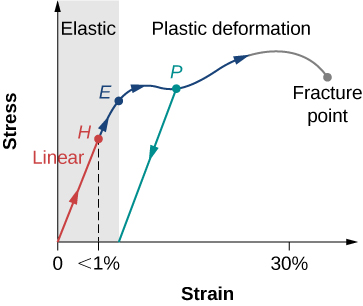 Elastic Plastic deformation
P
E
H
Fracture
point
Linear
Stress
0 <1% 30%
Strain